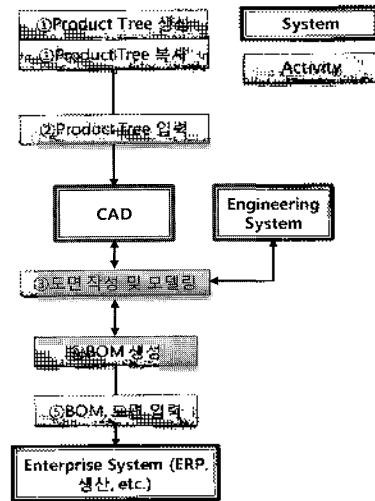 ①Product Tree 생성
①Product Tree 복사
System
Activity
②Product Tree 입력
CAD
Engineering
System
③도면 작성 및 모델링
BOM 생성
⑤BOM, 도면 입력
Enterprise System (ERP,
생산, etc.)